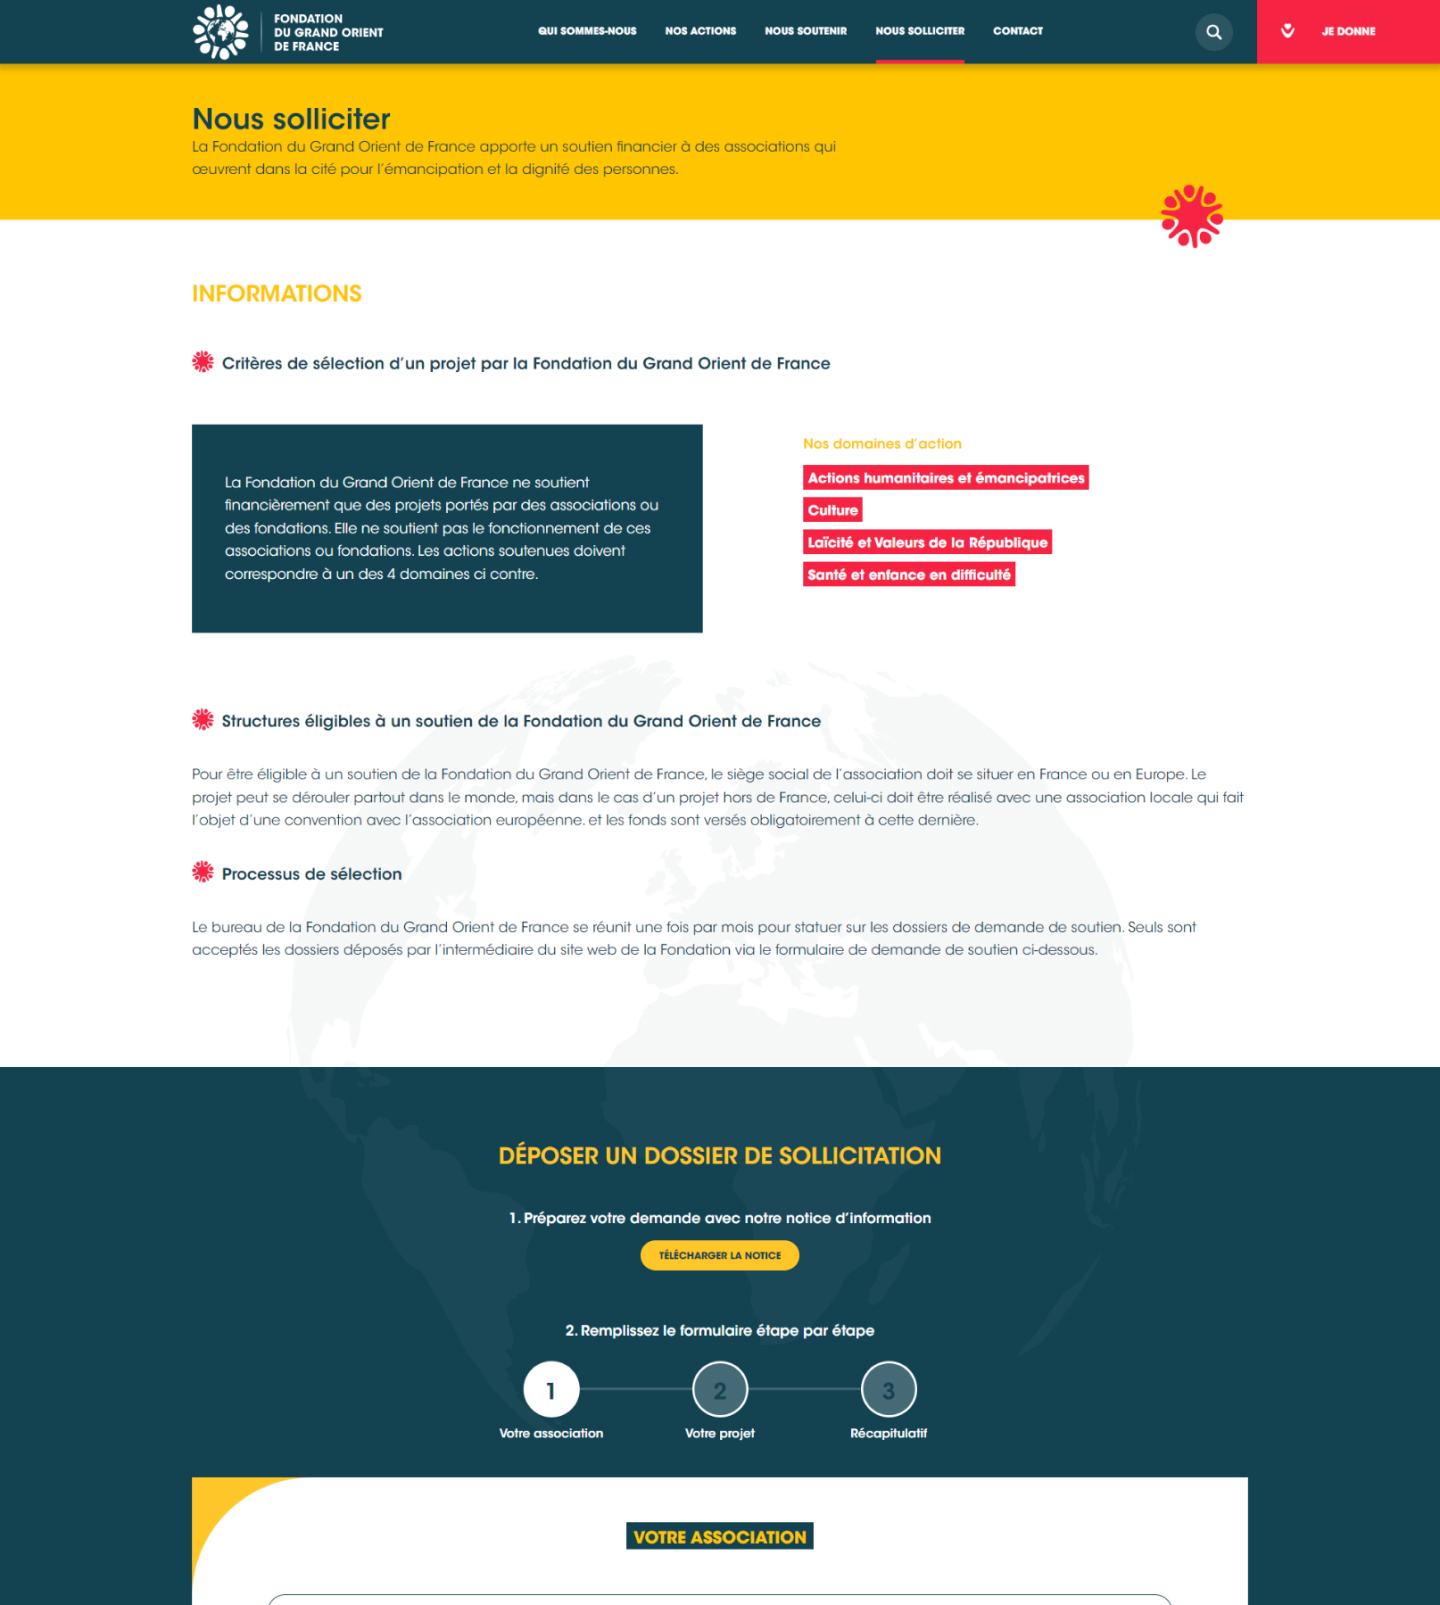 FONDATION
DU GRAND ORIENT
DE FRANCE
QUI SOMMES-NOUS
NOS ACTIONS
NOUS SOUTENIR
NOUS SOLLICITER
CONTACT
JE DONNE
Nous solliciter
La Fondation du Grand Orient de France apporte un soutien financier à des associations qui
œuvrent dans la cité pour l'émancipation et la dignité des personnes.
INFORMATIONS
Critères de sélection d'un projet par la Fondation du Grand Orient de France
La Fondation du Grand Orient de France ne soutient
financièrement que des projets portés par des associations ou
des fondations. Elle ne soutient pas le fonctionnement de ces
associations ou fondations. Les actions soutenues doivent
correspondre à un des 4 domaines ci contre.
Nos domaines d'action
Actions humanitaires et émancipatrices
Culture
Laïcité et Valeurs de la République
Santé et enfance en difficulté
Structures éligibles à un soutien de la Fondation du Grand Orient de France
Pour être éligible à un soutien de la Fondation du Grand Orient de France, le siège social de l'association doit se situer en France ou en Europe. Le
projet peut se dérouler partout dans le monde, mais dans le cas d'un projet hors de France, celui-ci doit être réalisé avec une association locale qui fait
l'objet d'une convention avec l'association européenne. et les fonds sont versés obligatoirement à cette dernière.
Processus de sélection
Le bureau de la Fondation du Grand Orient de France se réunit une fois par mois pour statuer sur les dossiers de demande de soutien. Seuls sont
acceptés les dossiers déposés par l'intermédiaire du site web de la Fondation via le formulaire de demande de soutien ci-dessous.
DÉPOSER UN DOSSIER DE SOLLICITATION
1. Préparez votre demande avec notre notice d'information
TÉLÉCHARGER LA NOTICE
2. Remplissez le formulaire étape par étape
1
2
3
Votre association
Votre projet
Récapitulatif
VOTRE ASSOCIATION